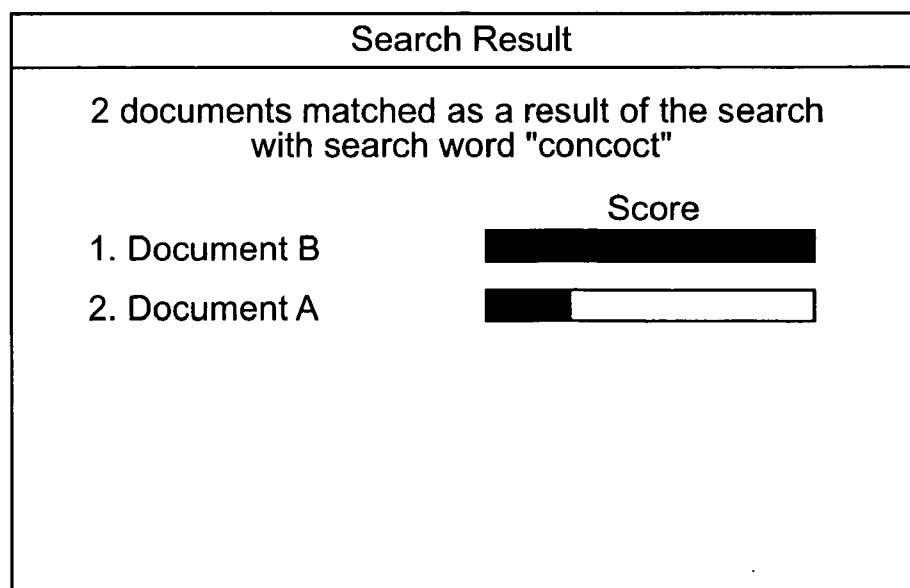 Search Result
2 documents matched as a result of the search
with search word "concoct"
Score
1. Document B
2. Document A